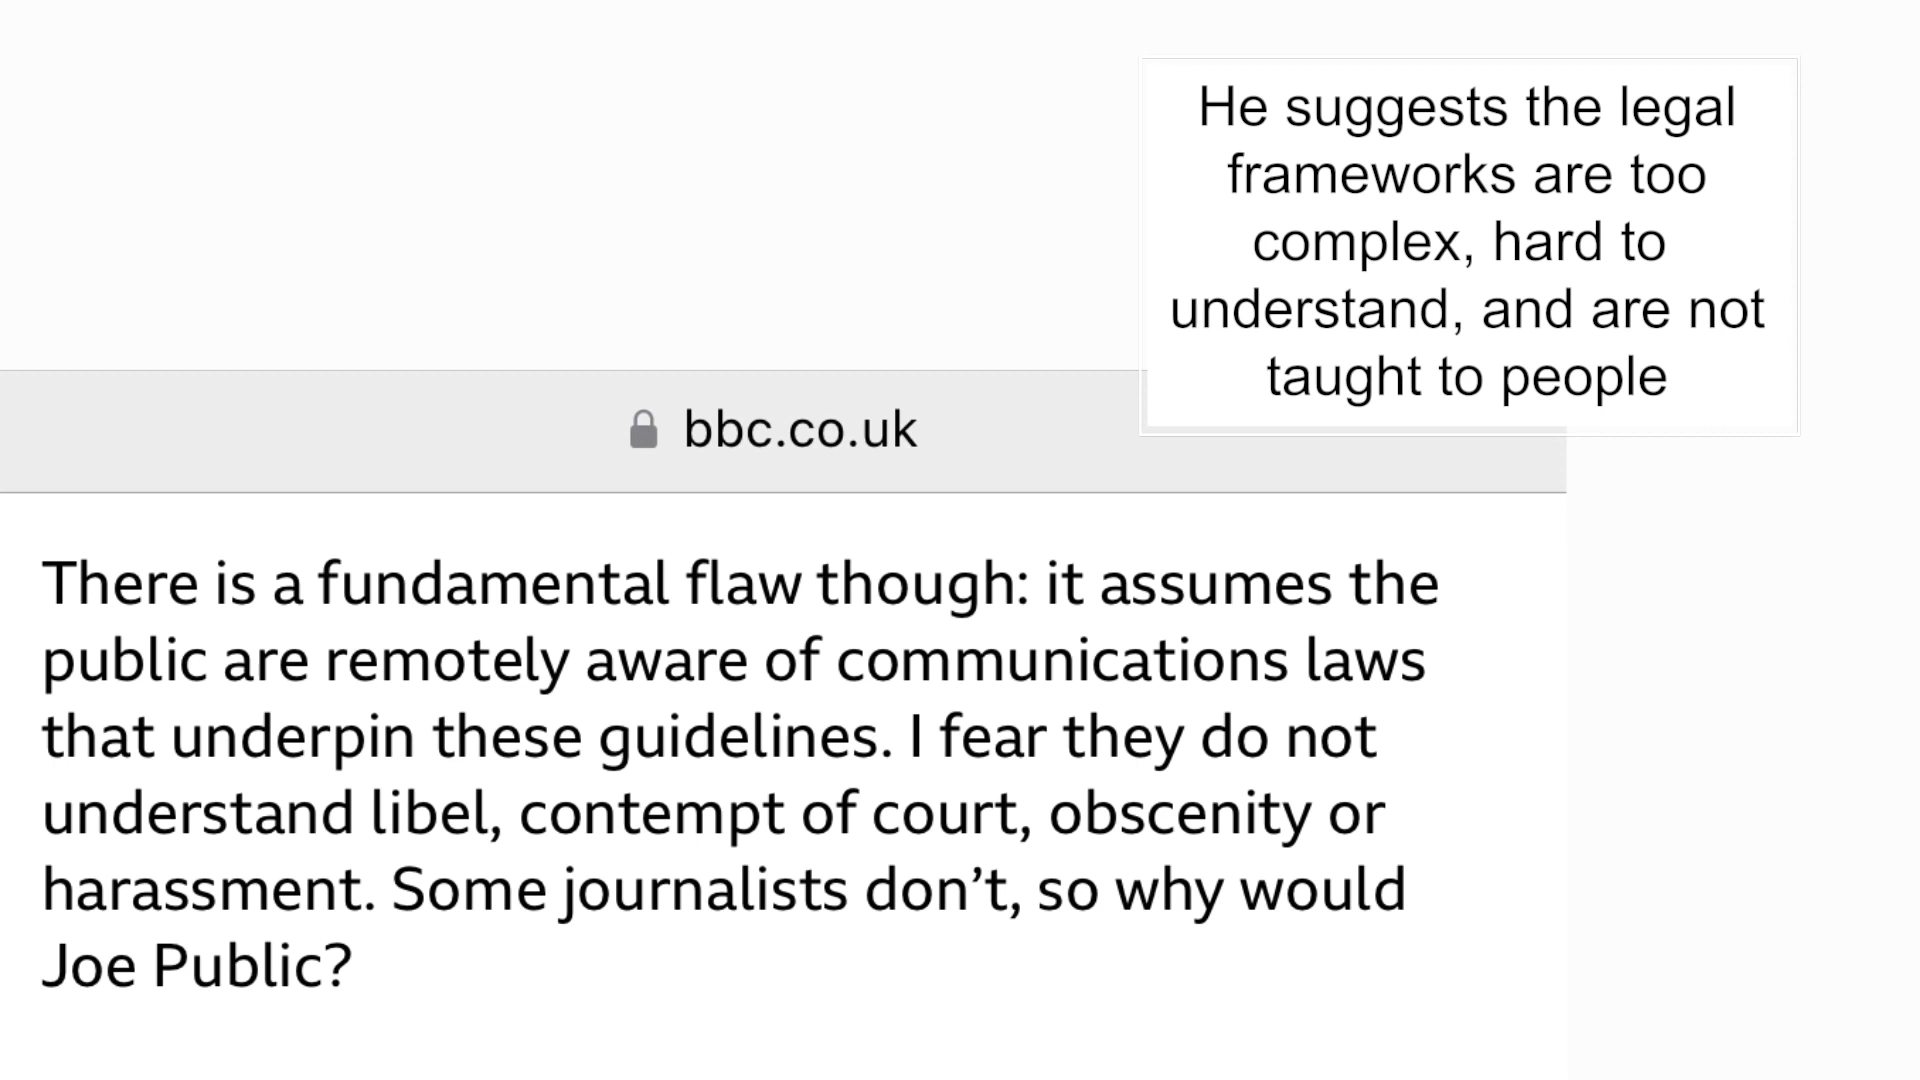 He suggests the legal
frameworks are too
complex, hard to
understand, and are not
taught to people
bbc.co.uk
There is a fundamental flaw though: it assumes the
public are remotely aware of communications laws
that underpin these guidelines. I fear they do not
understand libel, contempt of court, obscenity or
harassment. Some journalists don’t, so why would
Joe Public?